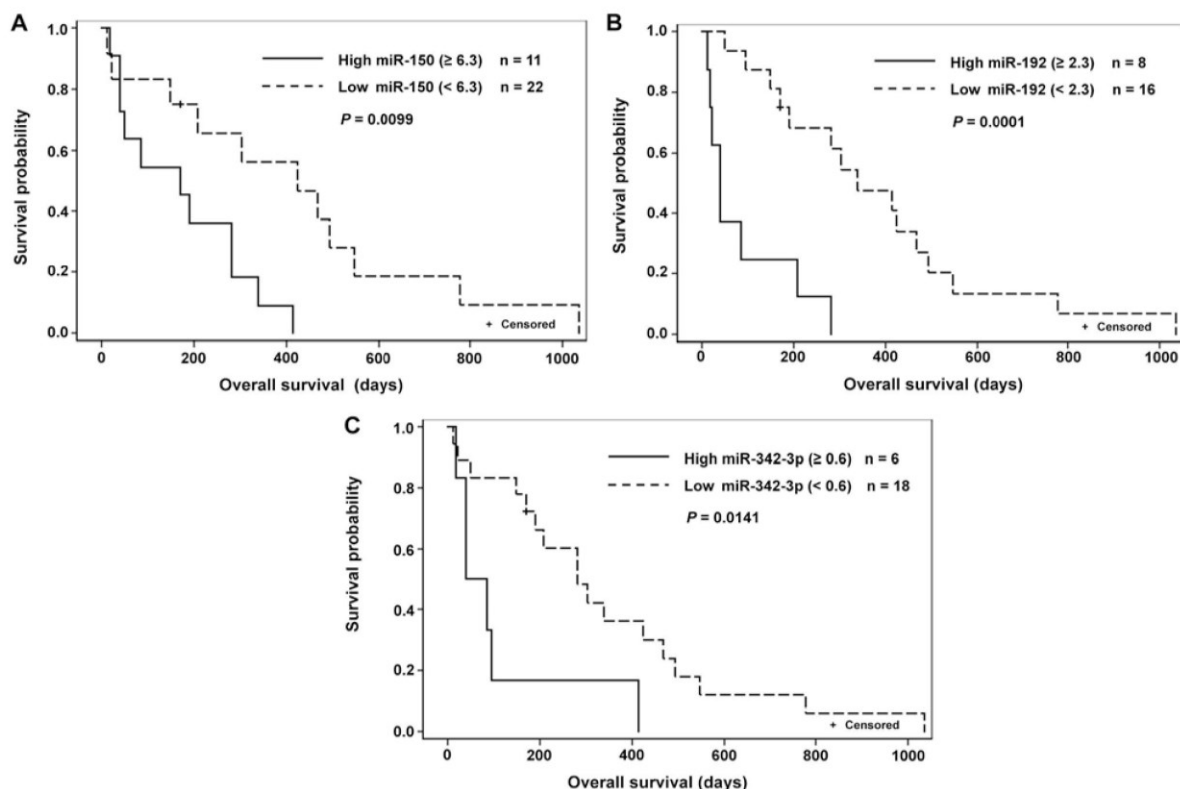 A
1.0
0.8
0.6
0.4
0.2
0.0
Survival probability
High miR-150 (≥ 6.3) n = 11
Low miR-150 (< 6.3) n = 22
P = 0.0099
+ Censored
0 200 400 600 800 1000
Overall survival (days)
B
1.0
0.8
0.6
0.4
0.2
0.0
Survival probability
High miR-192 (≥ 2.3) n = 8
Low miR-192 (< 2.3) n = 16
P = 0.0001
+ Censored
0 200 400 600 800 1000
Overall survival (days)
C
1.0
0.8
0.6
0.4
0.2
0.0
Survival probability
High miR-342-3p (≥ 0.6) n = 6
Low miR-342-3p (< 0.6) n = 18
P = 0.0141
+ Censored
0 200 400 600 800 1000
Overall survival (days)